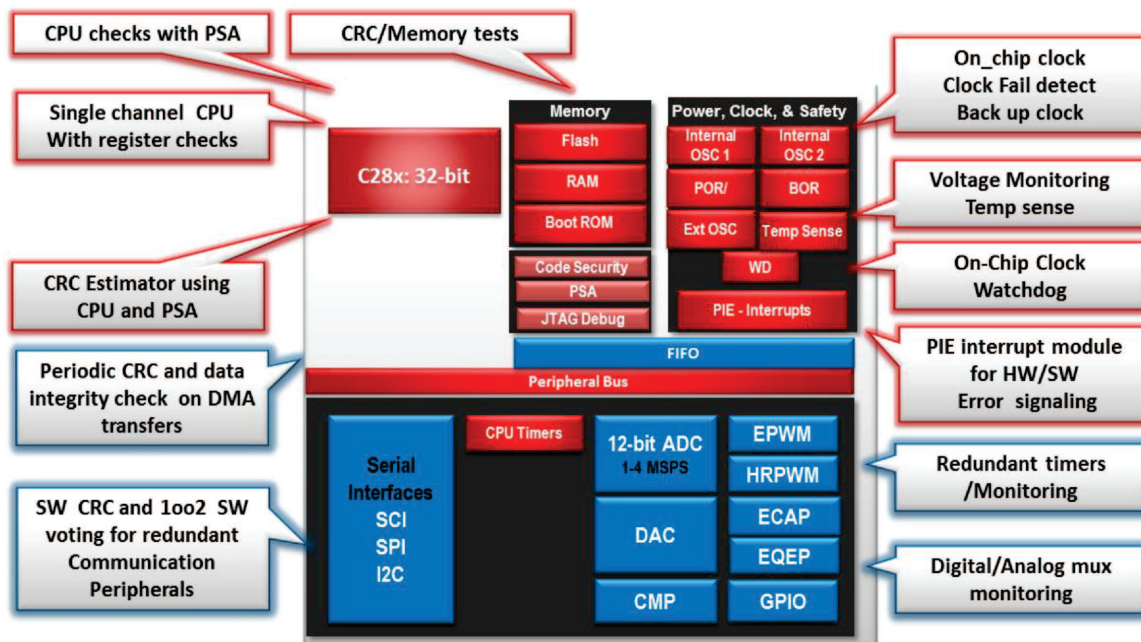 CPU checks with PSA
CRC/Memory tests
On_chip clock
Clock Fail detect
Back up clock
Single channel CPU
With register checks
Memory
Power, Clock, & Safety
Flash
Internal
OSC 1
Internal
OSC 2
C28x: 32-bit
RAM
POR/
BOR
Voltage Monitoring
Temp sense
Boot ROM
Ext OSC
Temp Sense
CRC Estimator using
CPU and PSA
Code Security
WD
On-Chip Clock
Watchdog
PSA
PIE - Interrupts
JTAG Debug
FIFO
PIE interrupt module
for HW/SW
Error signaling
Periodic CRC and data
integrity check on DMA
transfers
Peripheral Bus
CPU Timers
12-bit ADC
1-4 MSPS
EPWM
HRPWM
Redundant timers
/Monitoring
Serial
Interfaces
SCI
SPI
I2C
SW CRC and 1oo2 SW
voting for redundant
Communication
Peripherals
DAC
ECAP
EQEP
Digital/Analog mux
monitoring
CMP
GPIO